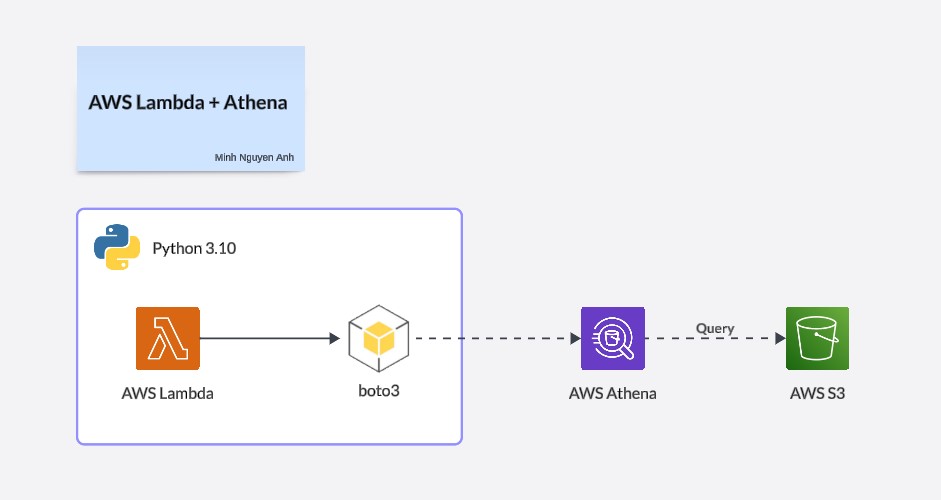 AWS Lambda + Athena
Minh Nguyen Anh
Python 3.10
Query
AWS Lambda
boto3
AWS Athena
AWS S3